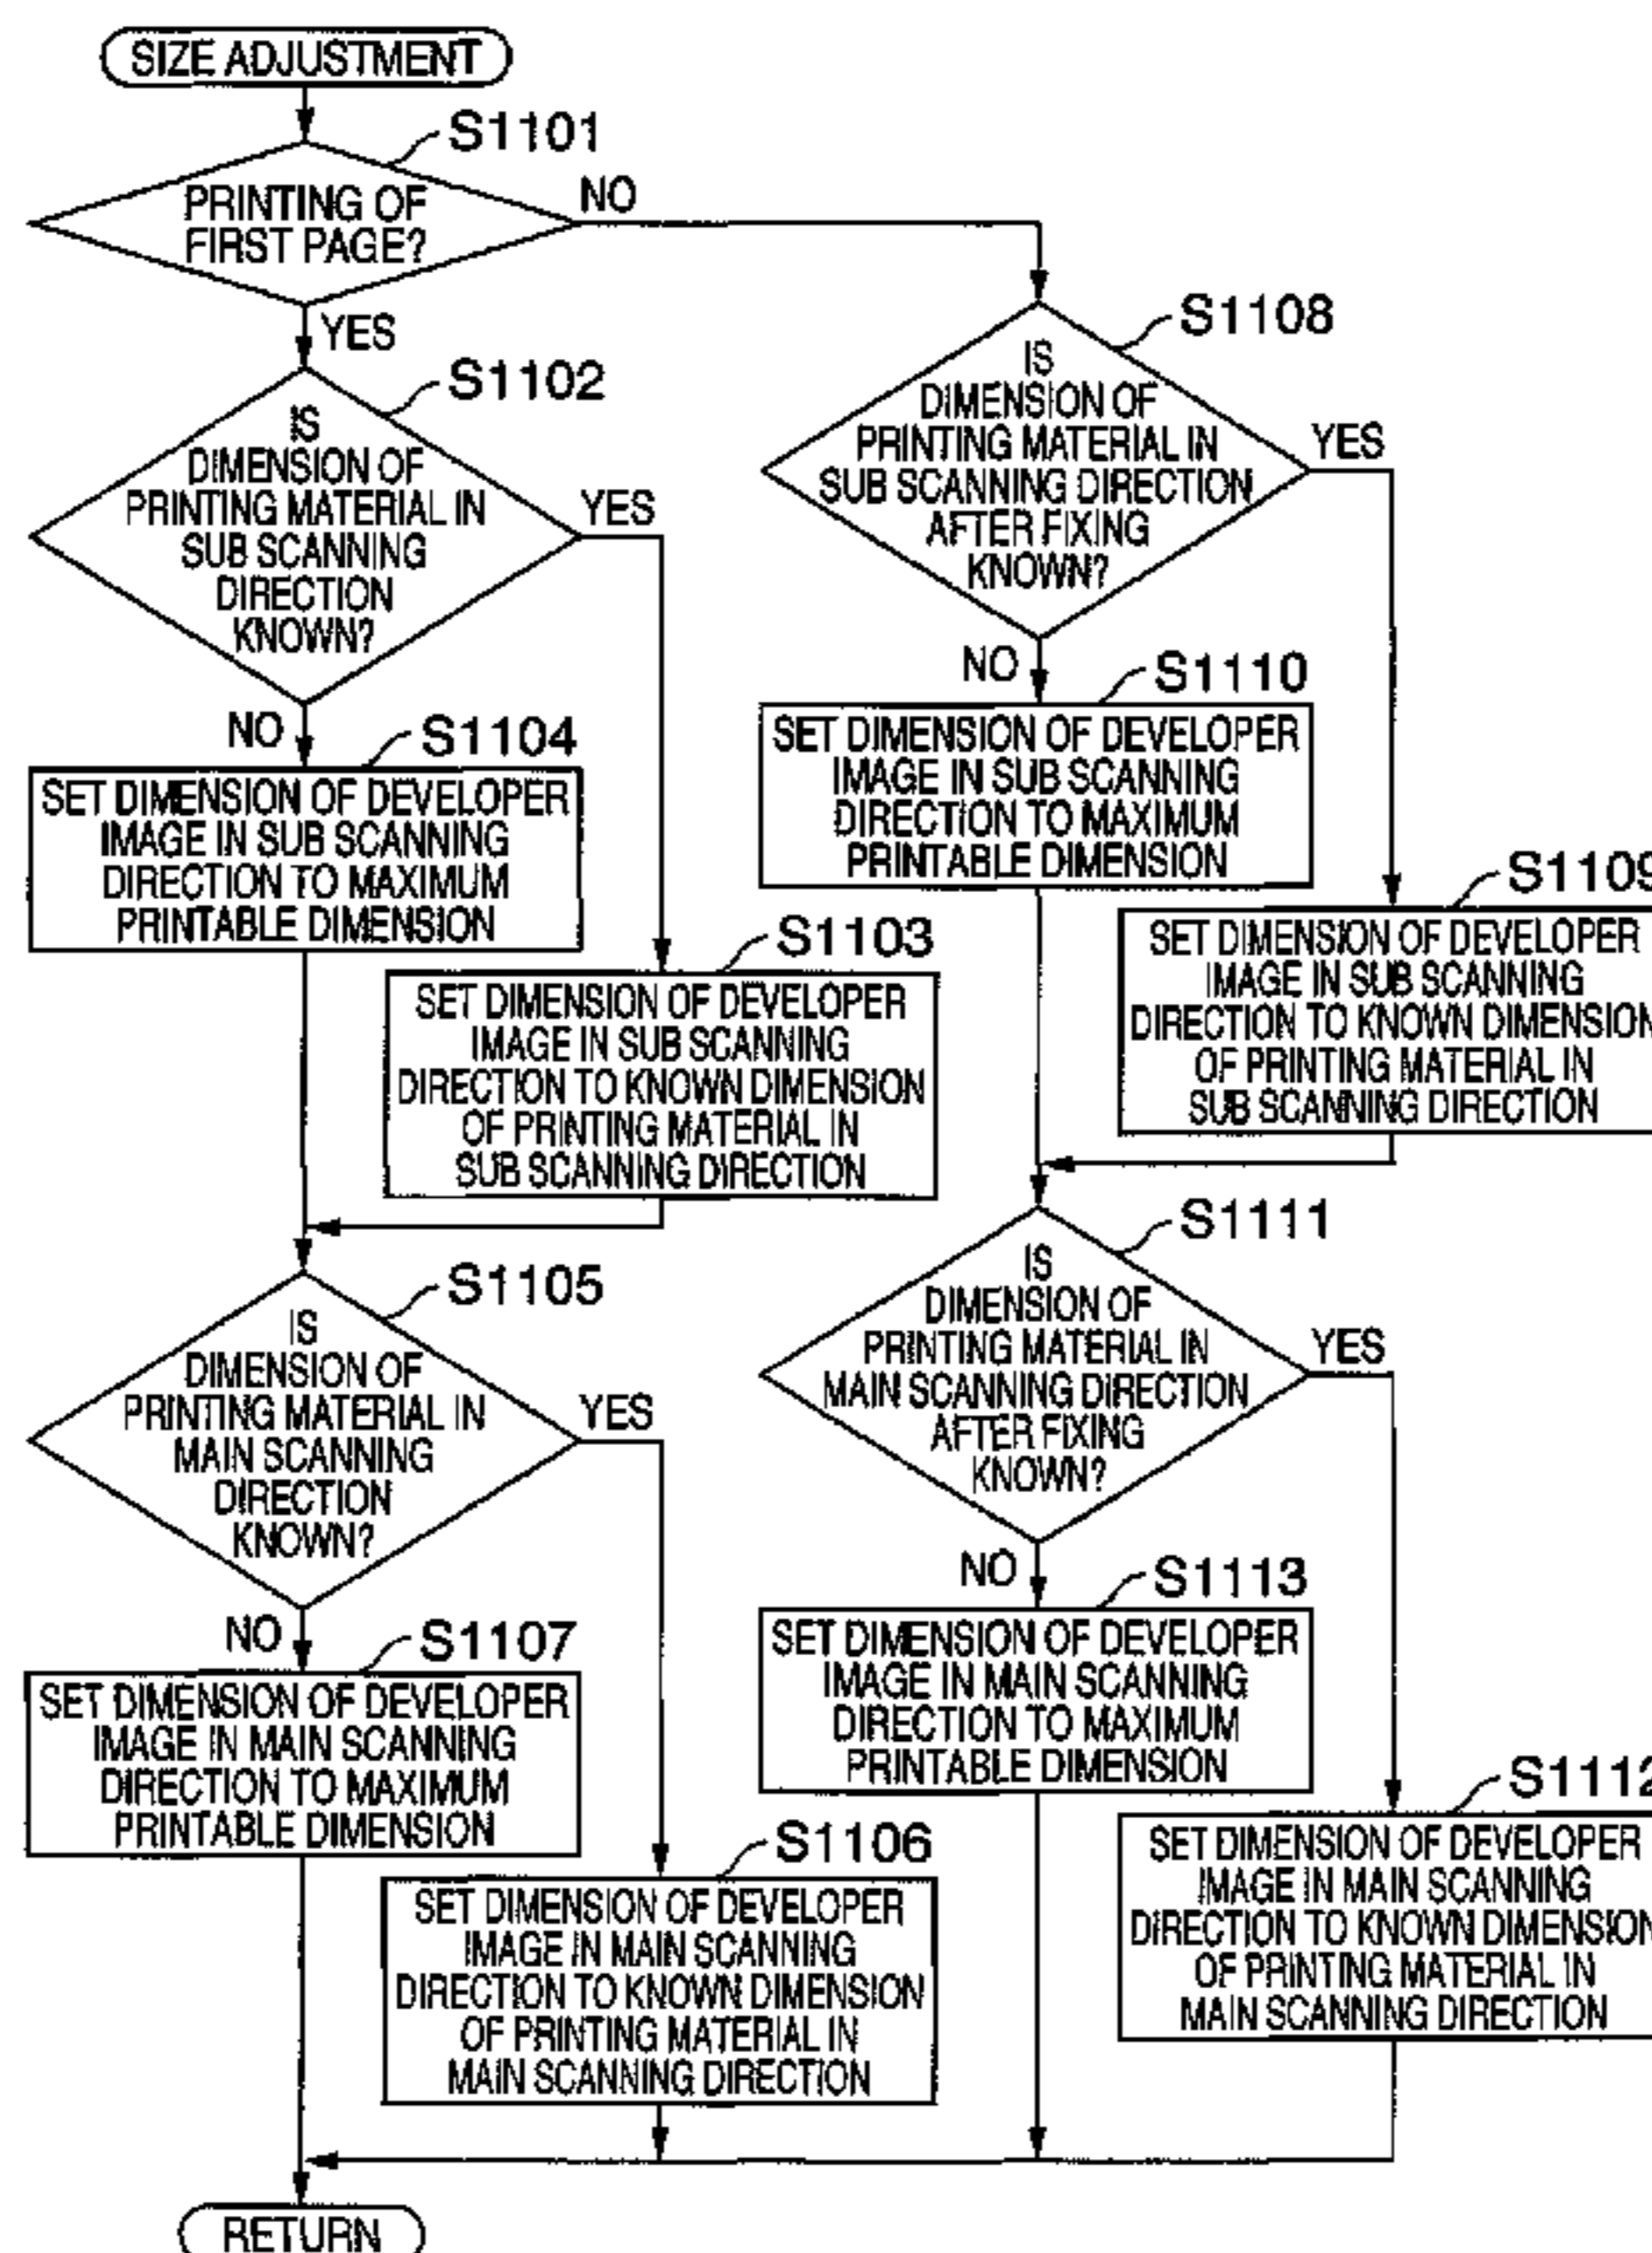 SIZE ADJUSTMENT
S1101
PRINTING OF
FIRST PAGE?
NO
YES
S1102
IS
DIMENSION OF
PRINTING MATERIAL IN
SUB SCANNING
DIRECTION
KNOWN?
YES
NO
S1104
SET DIMENSION OF DEVELOPER
IMAGE IN SUB SCANNING
DIRECTION TO MAXIMUM
PRINTABLE DIMENSION
S1103
SET DIMENSION OF DEVELOPER
IMAGE IN SUB SCANNING
DIRECTION TO KNOWN DIMENSION
OF PRINTING MATERIAL IN
SUB SCANNING DIRECTION
S1105
IS
DIMENSION OF
PRINTING MATERIAL IN
MAIN SCANNING
DIRECTION
KNOWN?
YES
NO
S1107
SET DIMENSION OF DEVELOPER
IMAGE IN MAIN SCANNING
DIRECTION TO MAXIMUM
PRINTABLE DIMENSION
S1106
SET DIMENSION OF DEVELOPER
IMAGE IN MAIN SCANNING
DIRECTION TO KNOWN DIMENSION
OF PRINTING MATERIAL IN
MAIN SCANNING DIRECTION
S1108
IS
DIMENSION OF
PRINTING MATERIAL IN
SUB SCANNING DIRECTION
AFTER FIXING
KNOWN?
YES
NO
S1110
SET DIMENSION OF DEVELOPER
IMAGE IN SUB SCANNING
DIRECTION TO MAXIMUM
PRINTABLE DIMENSION
S1109
SET DIMENSION OF DEVELOPER
IMAGE IN SUB SCANNING
DIRECTION TO KNOWN DIMENSION
OF PRINTING MATERIAL IN
SUB SCANNING DIRECTION
S1111
IS
DIMENSION OF
PRINTING MATERIAL IN
MAIN SCANNING DIRECTION
AFTER FIXING
KNOWN?
YES
NO
S1113
SET DIMENSION OF DEVELOPER
IMAGE IN MAIN SCANNING
DIRECTION TO MAXIMUM
PRINTABLE DIMENSION
S1112
SET DIMENSION OF DEVELOPER
IMAGE IN MAIN SCANNING
DIRECTION TO KNOWN DIMENSION
OF PRINTING MATERIAL IN
MAIN SCANNING DIRECTION
RETURN